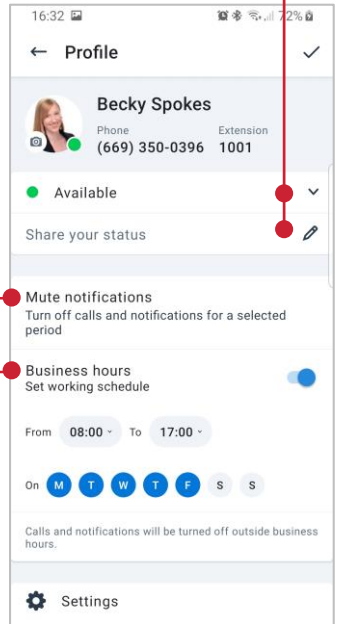 16:32 72%
Profile
Becky Spokes
Phone Extension
(669) 350-0396 1001
Available
Share your status
Mute notifications
Turn off calls and notifications for a selected
period
Business hours
Set working schedule
From 08:00 To 17:00
On M T W T F S S
Calls and notifications will be turned off outside business
hours.
Settings